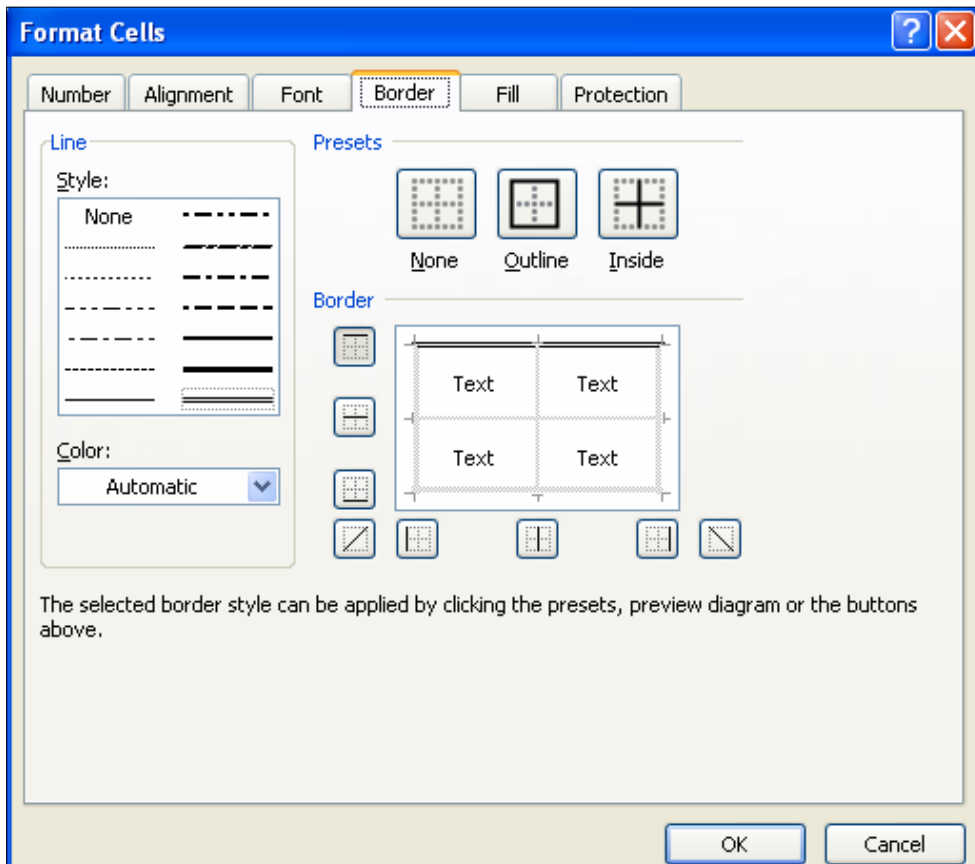 Format Cells
Number Alignment Font Border Fill Protection
Line
Style:
None
Color:
Automatic
Presets
None Outline Inside
Border
Text Text
Text Text
The selected border style can be applied by clicking the presets, preview diagram or the buttons
above.
OK Cancel